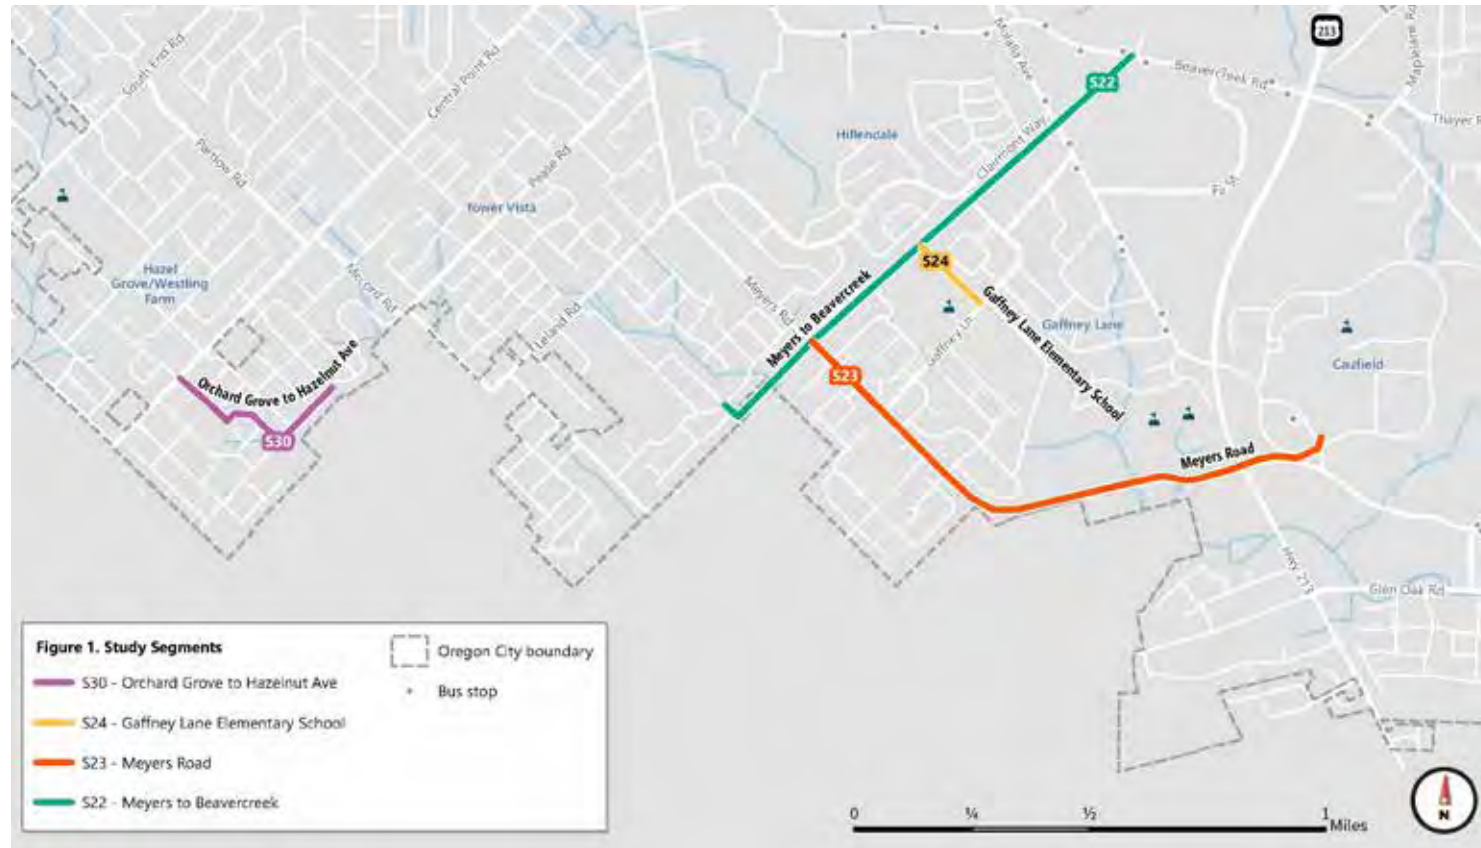 South End Rd
Central Point Rd
Partlow Rd
Pease Rd
Tower Vista
Hazel
Grove/Westling
Farm
Mccord Rd
Leland Rd
Meyers Rd
Orchard Grove to Hazelnut Ave
S30
Hillendale
Molalla Ave
Clairmont Way
S22
Beavercreek Rd
213
Maplelane Rd
Thayer R
Fir St
S24
Meyers to Beavercreek
Gaffney Ln
Gaffney Lane Elementary School
Gaffney Lane
S23
Meyers Road
Caufield
Hwy 213
Glen Oak Rd
Figure 1. Study Segments
S30 - Orchard Grove to Hazelnut Ave
S24 - Gaffney Lane Elementary School
S23 - Meyers Road
S22 - Meyers to Beavercreek
Oregon City boundary
Bus stop
0 ¼ ½ 1
Miles
N